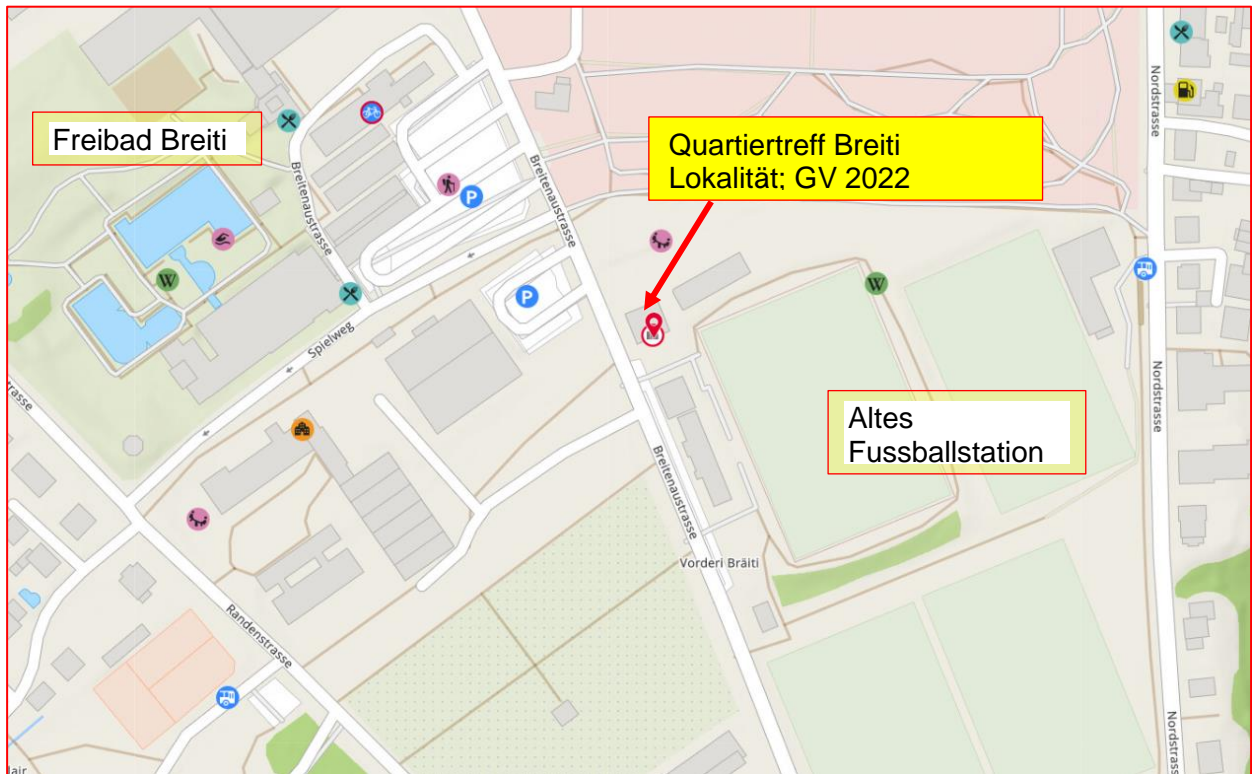 Freibad Breiti
Quartiertreff Breiti
Lokalität; GV 2022
Altes
Fussballstation
Breitenaustrasse
Breitenaustrasse
Breitenaustrasse
Nordstrasse
Nordstrasse
Nordstrasse
Spielweg
Randenstrasse
Vorderi Bräiti
P
P
W
W